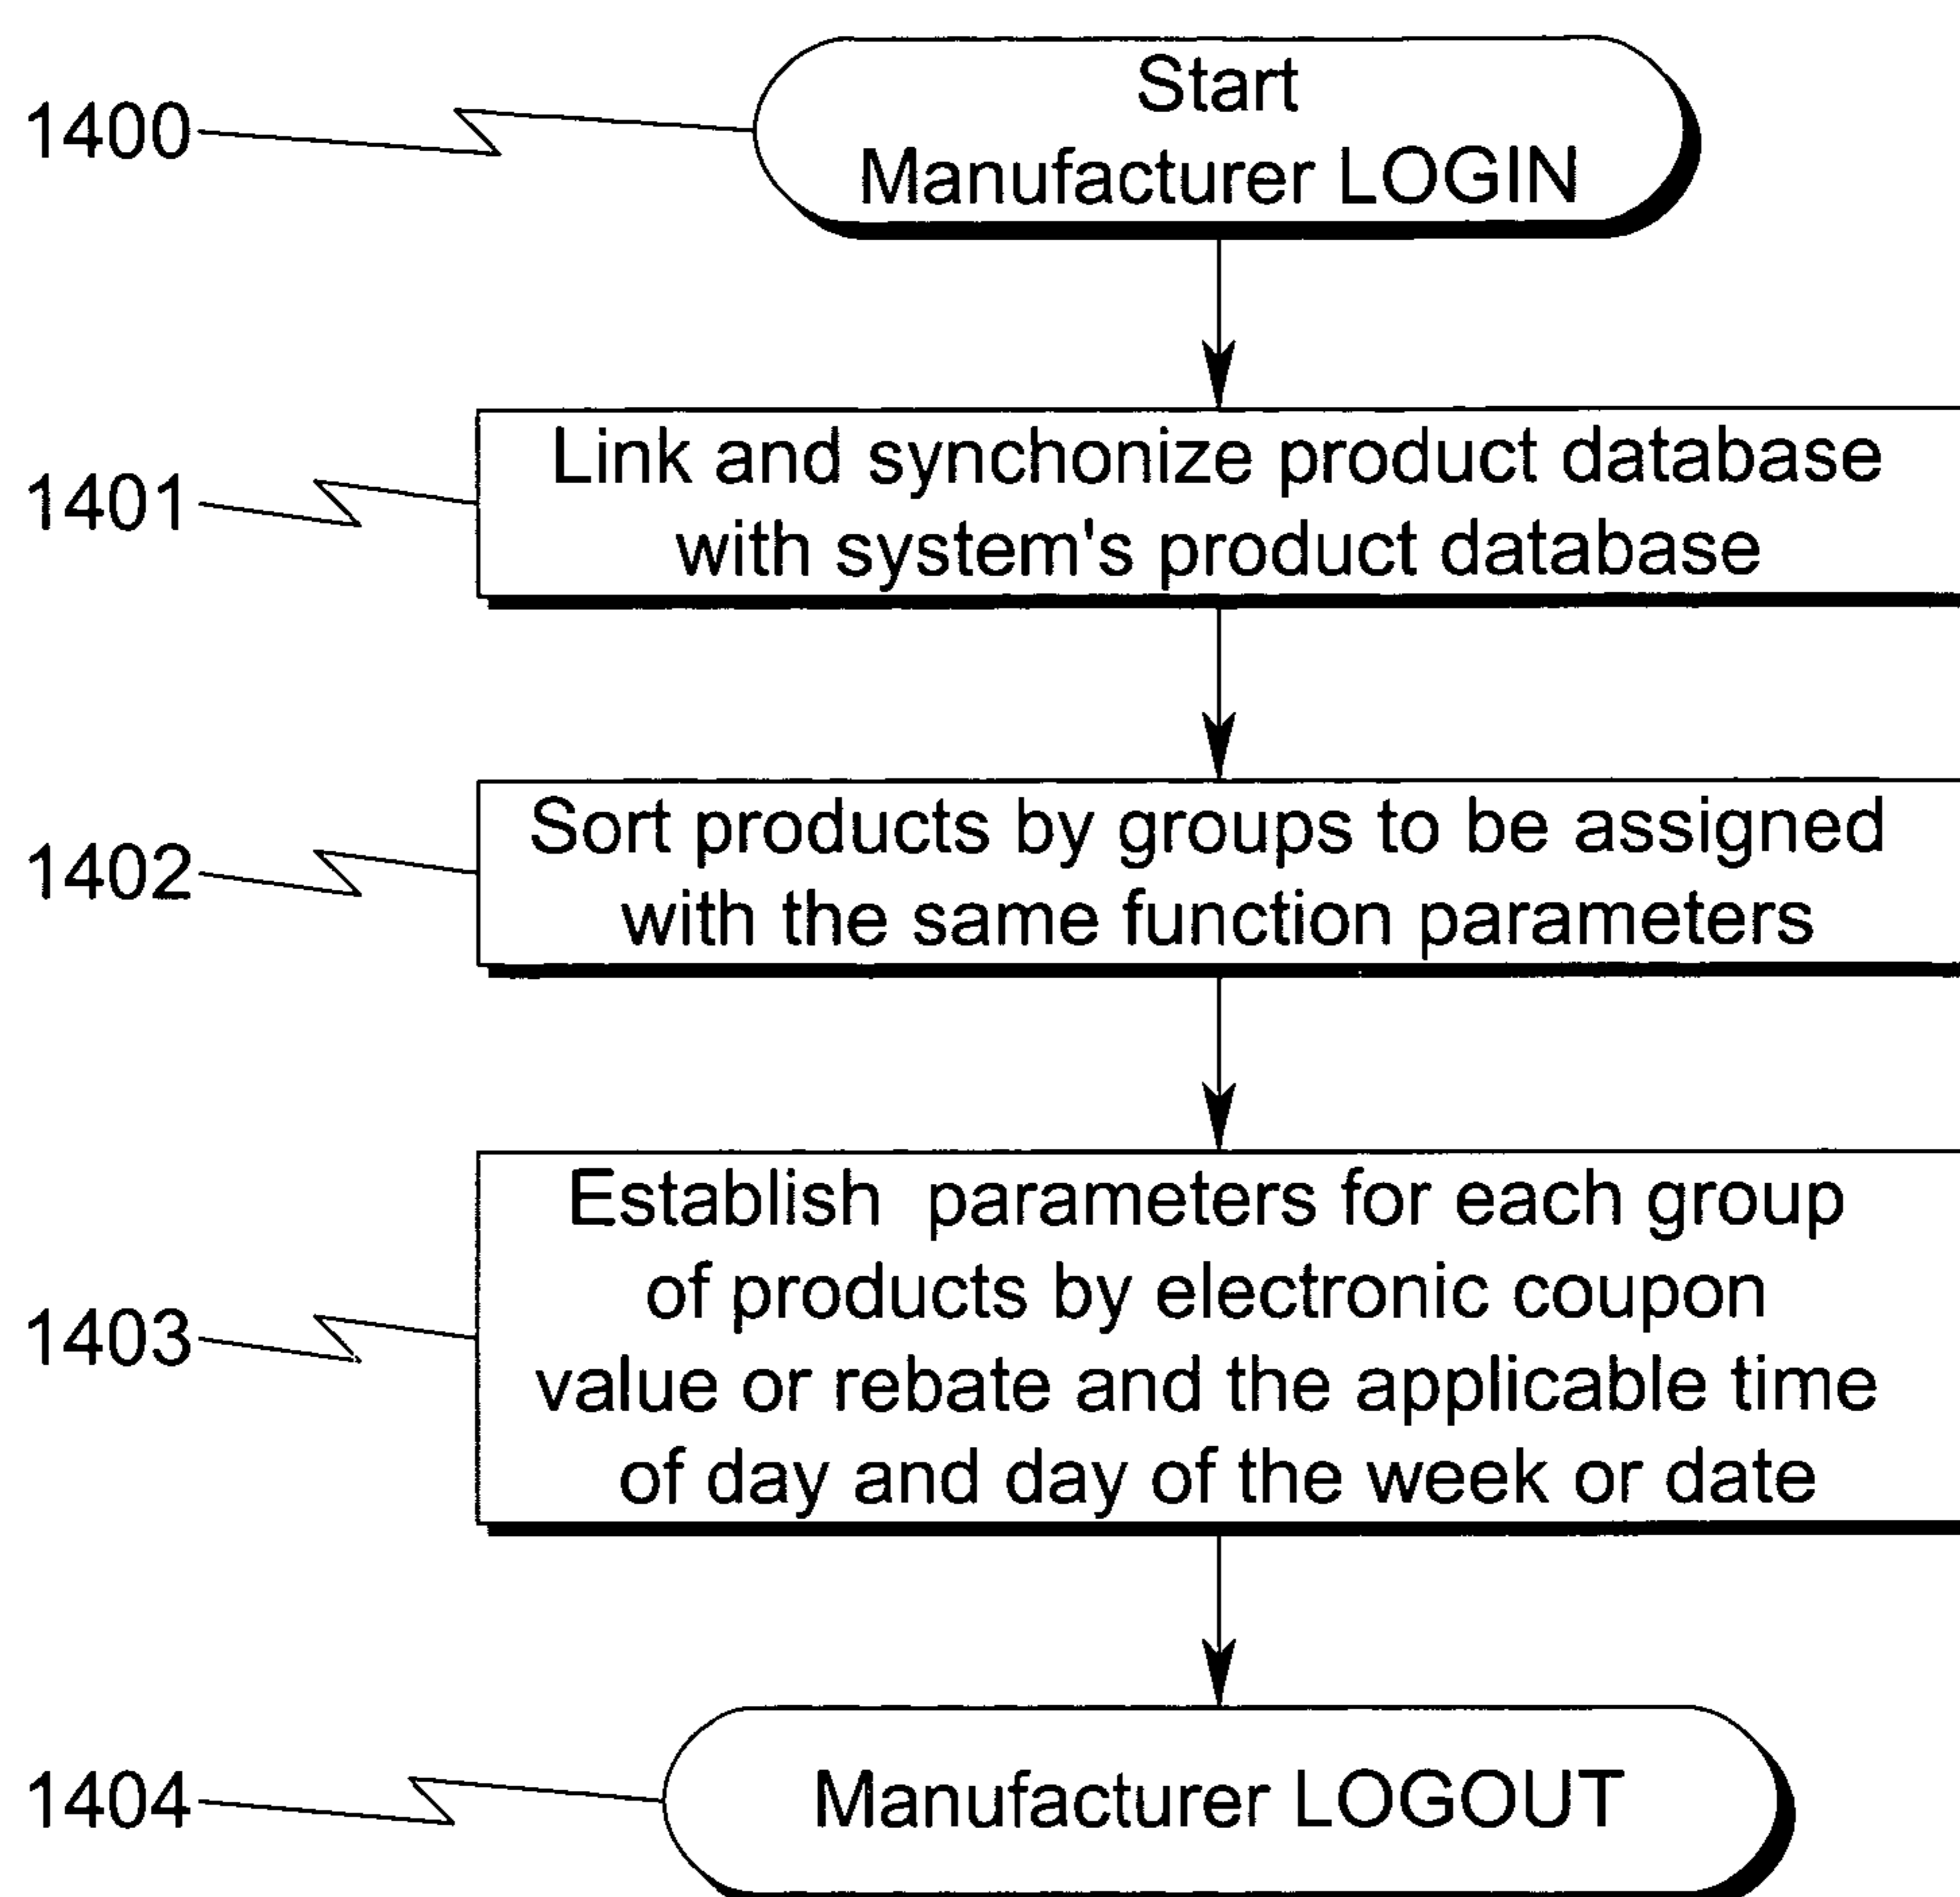 1400
Start
Manufacturer LOGIN
1401
Link and synchonize product database
with system's product database
1402
Sort products by groups to be assigned
with the same function parameters
1403
Establish parameters for each group
of products by electronic coupon
value or rebate and the applicable time
of day and day of the week or date
1404
Manufacturer LOGOUT